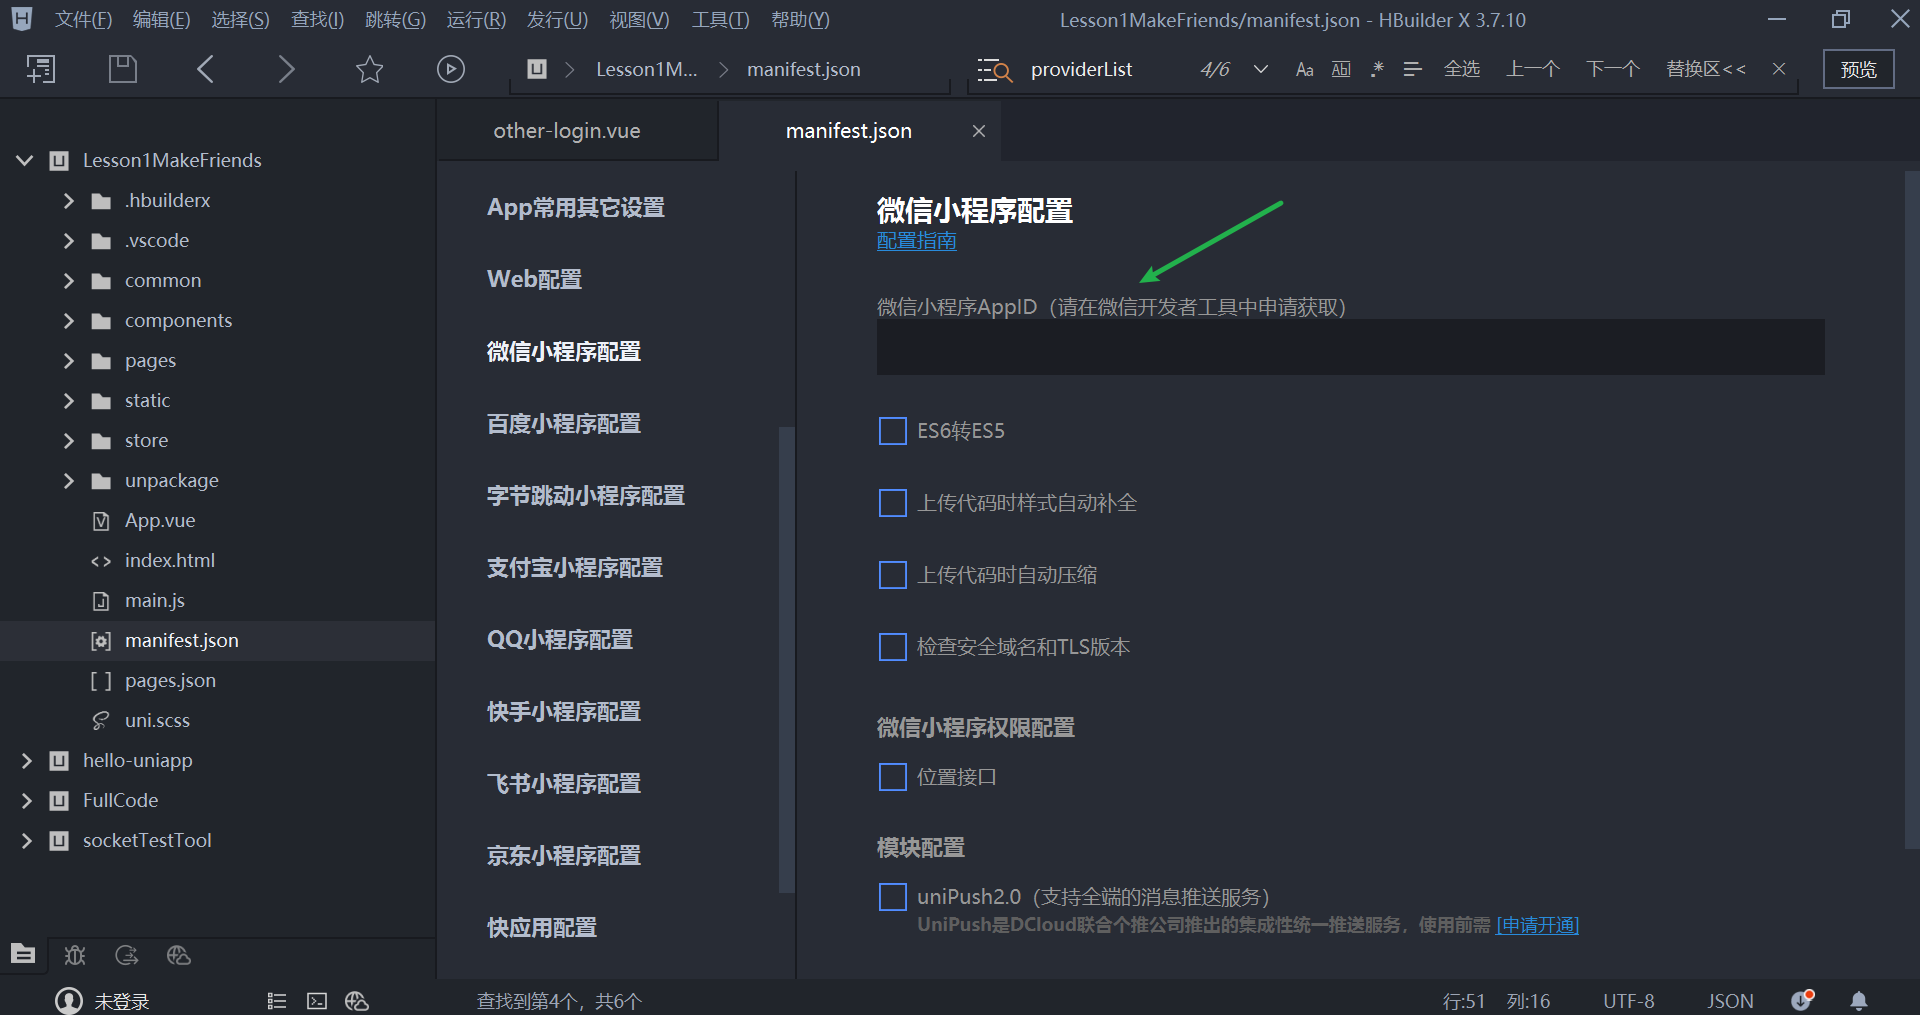 文件(F) 编辑(E) 选择(S) 查找(I) 跳转(G) 运行(R) 发行(U) 视图(V) 工具(T) 帮助(Y) Lesson1MakeFriends/manifest.json - HBuilder X 3.7.10
Lesson1M... manifest.json providerList 4/6 Aa AB .* 全选 上一个 下一个 替换区<< 预览
other-login.vue manifest.json
Lesson1MakeFriends
.hbuilderx
.vscode
common
components
pages
static
store
unpackage
App.vue
index.html
main.js
manifest.json
pages.json
uni.scss
hello-uniapp
FullCode
socketTestTool
App常用其它设置
Web配置
微信小程序配置
百度小程序配置
字节跳动小程序配置
支付宝小程序配置
QQ小程序配置
快手小程序配置
飞书小程序配置
京东小程序配置
快应用配置
微信小程序配置
配置指南
微信小程序AppID（请在微信开发者工具中申请获取）
ES6转ES5
上传代码时样式自动补全
上传代码时自动压缩
检查安全域名和TLS版本
微信小程序权限配置
位置接口
模块配置
uniPush2.0（支持全端的消息推送服务）
UniPush是DCloud联合个推公司推出的集成性统一推送服务，使用前需 [申请开通]
未登录 查找到第4个，共6个 行:51 列:16 UTF-8 JSON